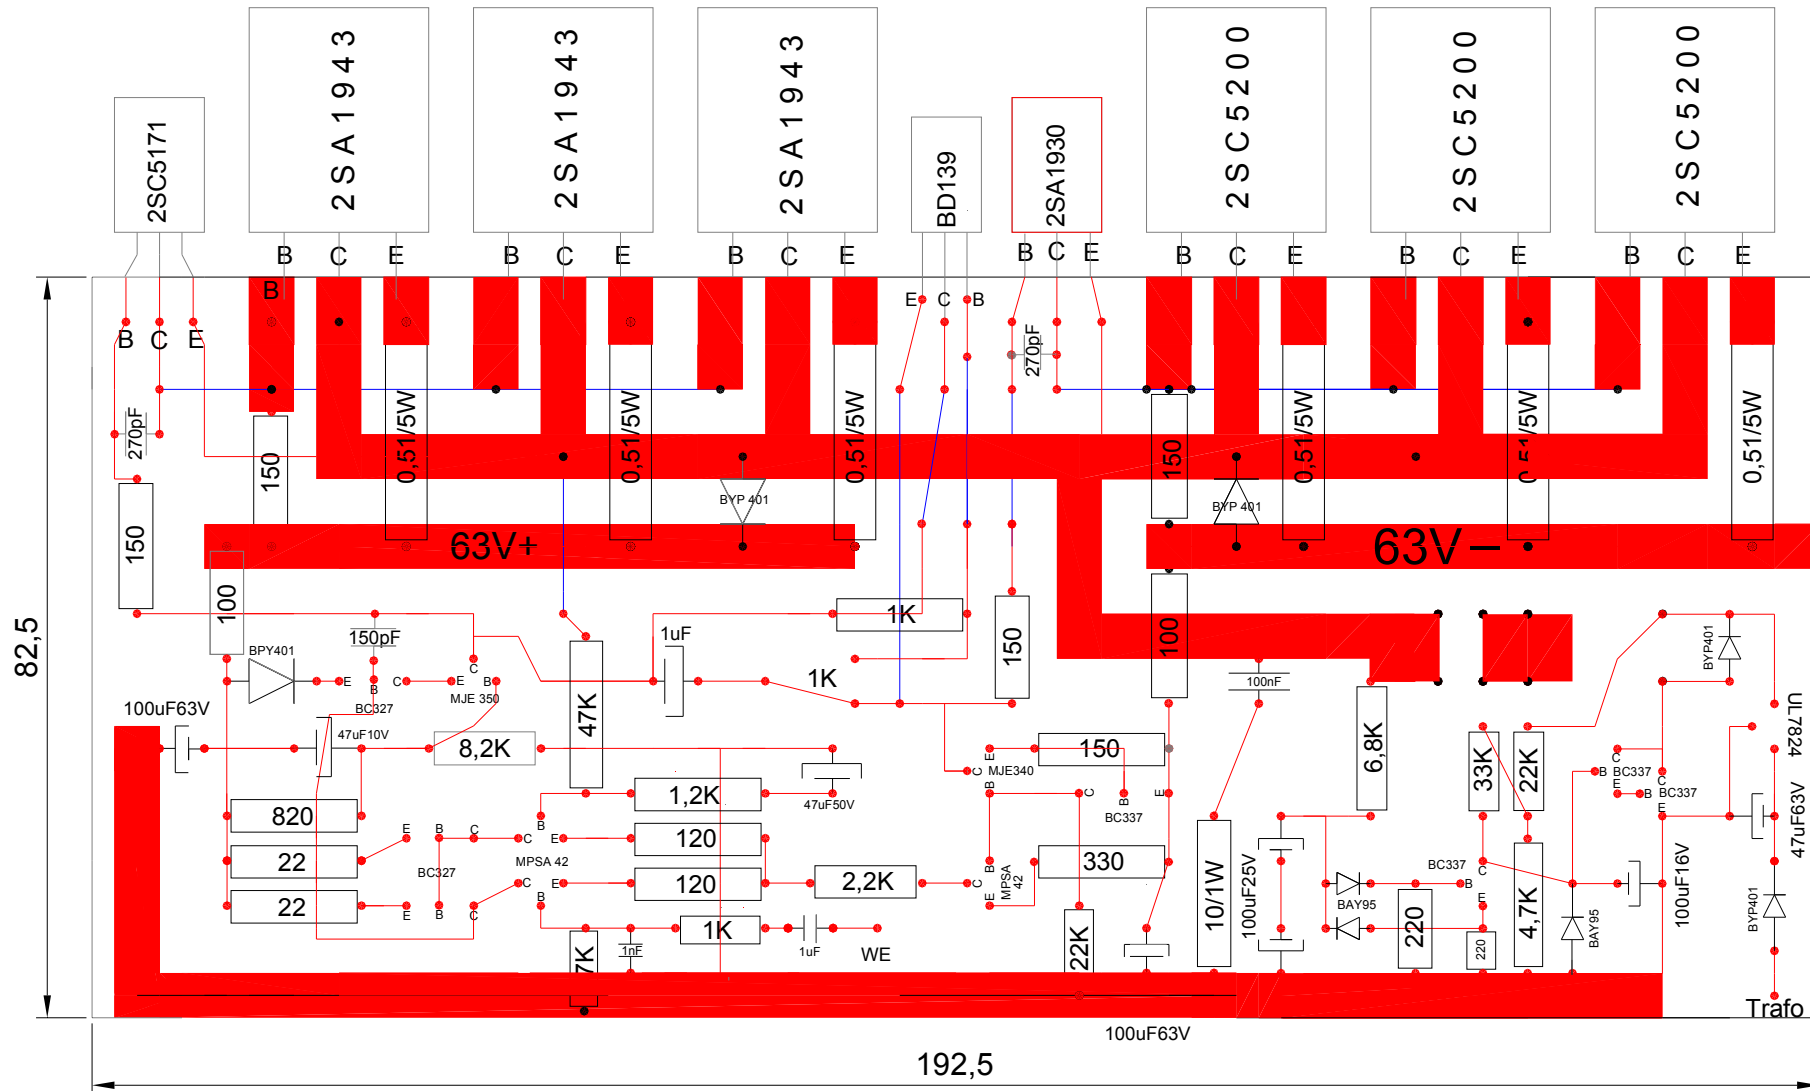 2SC5171
2SA1943
2SA1943
2SA1943
BD139
2SA1930
2SC5200
2SC5200
2SC5200
B C E
B C E
B C E
B C E
B C E
B C E
B C E
B
B C E
E C B
270pF
270pF
150
0,51/5W
0,51/5W
0,51/5W
150
0,51/5W
0,51/5W
0,51/5W
BYP 401
BYP 401
150
63V+
63V−
100
150pF
1uF
1K
150
100
BPY401
E
B
C
BC327
E
C
B
MJE 350
47K
1K
100nF
BYP401
100uF63V
47uF10V
8,2K
47uF50V
C
E
MJE340
B
150
C
B
E
BC337
6,8K
33K
22K
B
C
E
BC337
B
C
E
BC337
UL7824
47uF63V
82,5
820
22
22
E
B
C
BC327
E
B
C
B
C
E
MPSA 42
C
E
B
1,2K
120
120
2,2K
C
B
E
MPSA 42
330
10/1W
100uF25V
BAY95
BC337
B
C
E
220
220
4,7K
BAY95
100uF16V
BYP401
7K
1nF
1K
1uF
WE
22K
100uF63V
Trafo
192,5